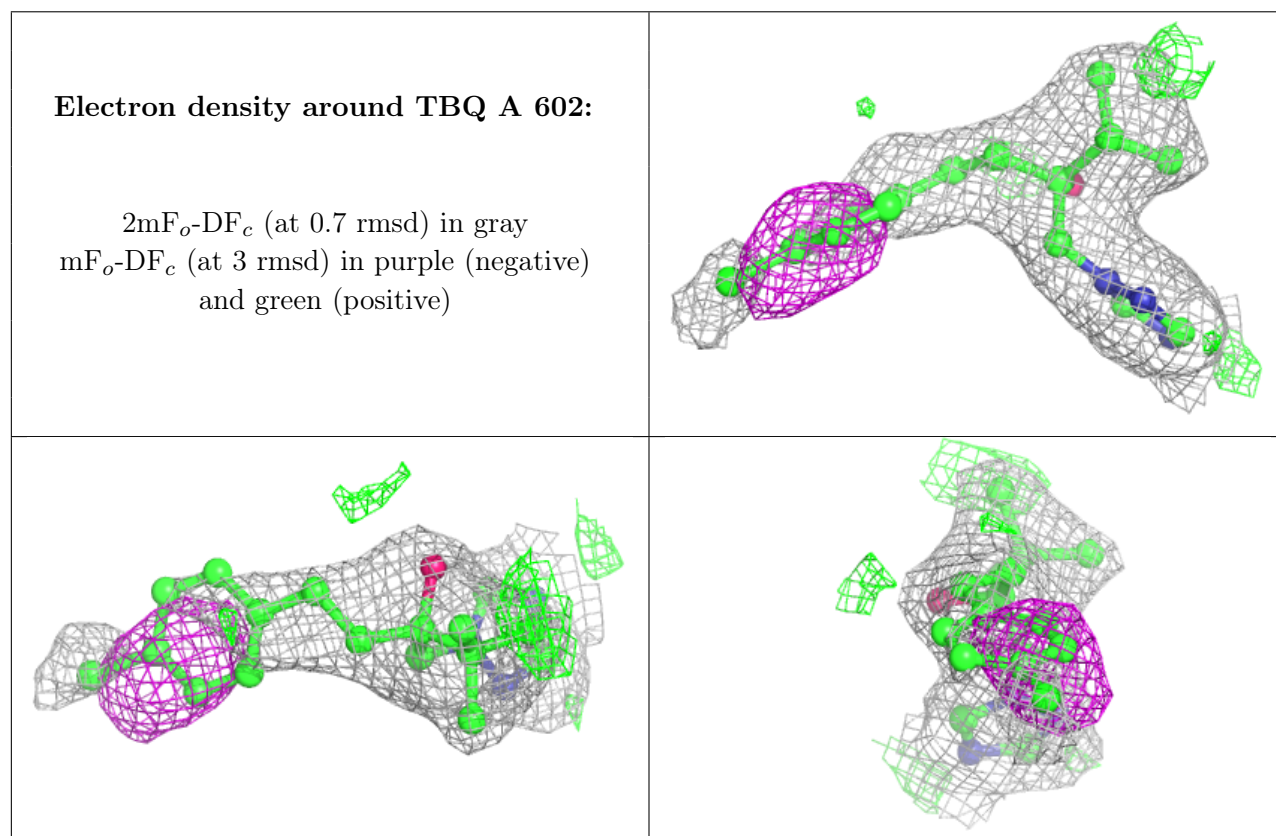 Electron density around TBQ A 602:
2mFo-DFc (at 0.7 rmsd) in gray
mFo-DFc (at 3 rmsd) in purple (negative)
and green (positive)